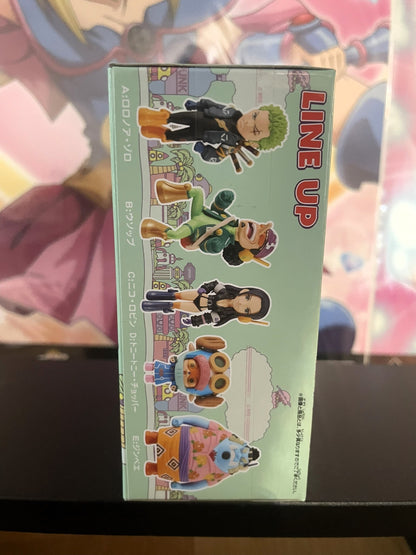 LINE UP
A:ロロノア・ゾロ
B:ウソップ
C:ニコ・ロビン
D:トニートニー・チョッパー
E:ジンベエ